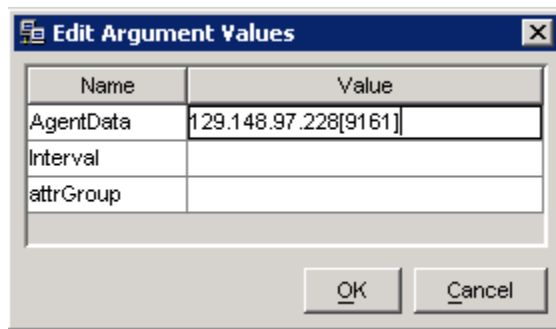 Edit Argument Values
Name Value
AgentData 129.148.97.228[9161]
Interval
attrGroup
OK Cancel